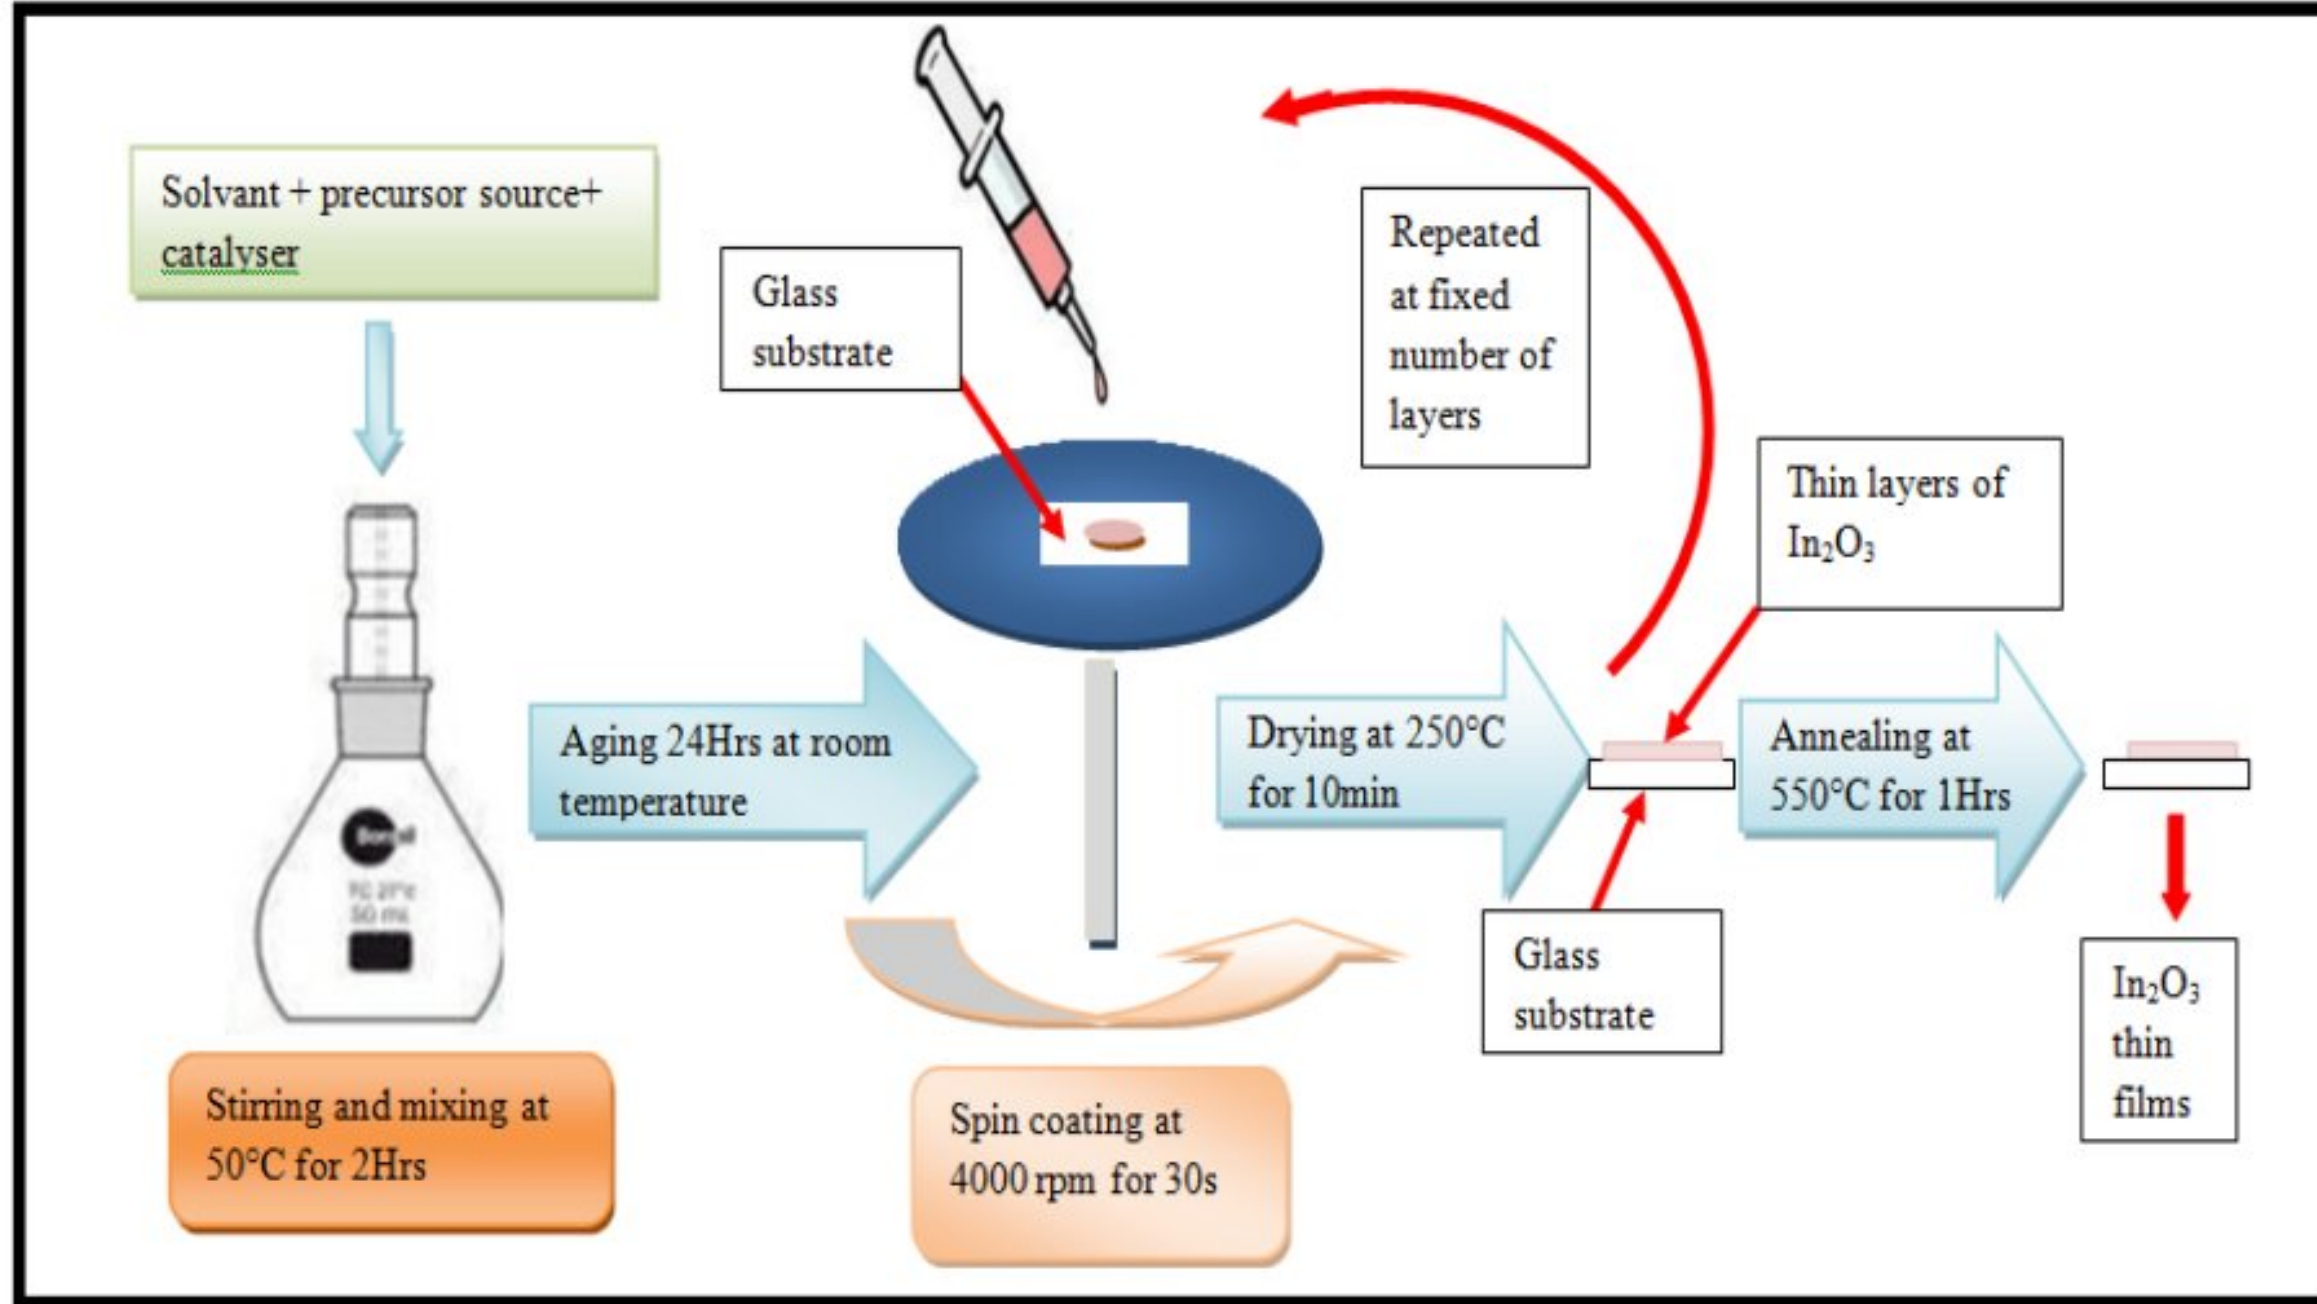 Solvant + precursor source+
catalyser
Glass
substrate
Repeated
at fixed
number of
layers
Thin layers of
In₂O₃
Aging 24Hrs at room
temperature
Drying at 250°C
for 10min
Annealing at
550°C for 1Hrs
50 ml
Glass
substrate
In₂O₃
thin
films
Stirring and mixing at
50°C for 2Hrs
Spin coating at
4000 rpm for 30s